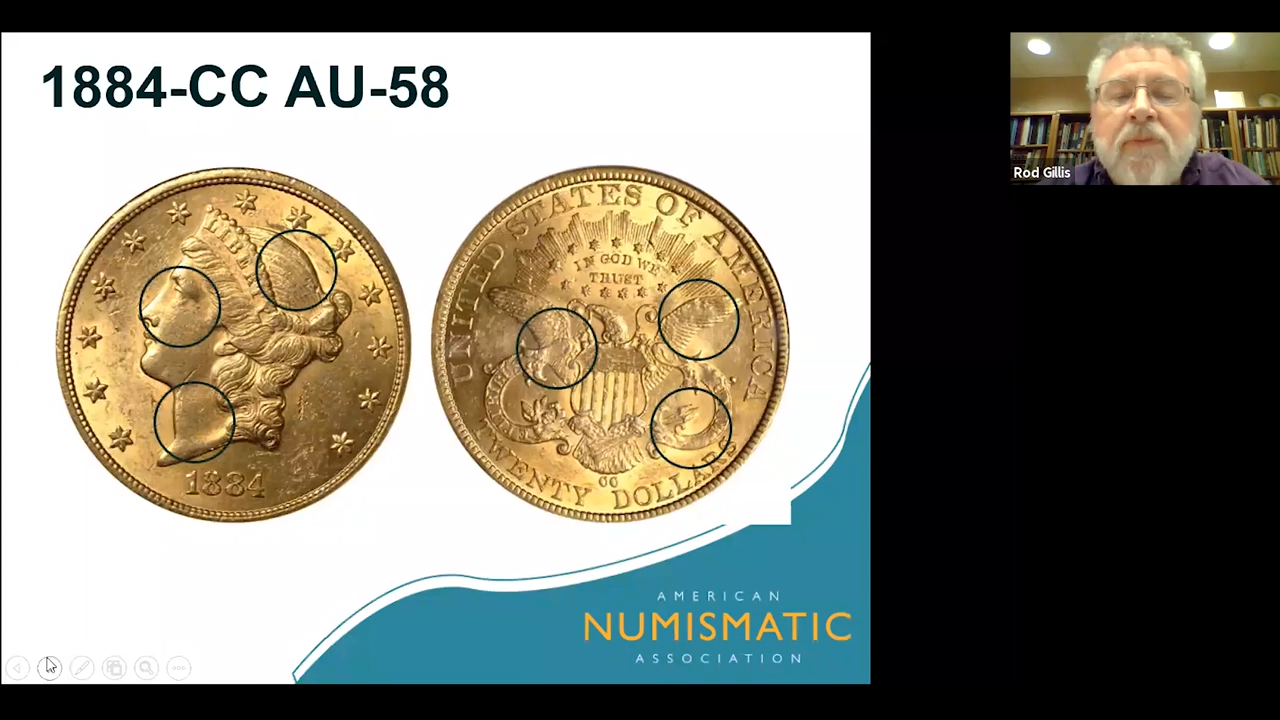 1884-CC AU-58
Rod Gillis
LIBERTY
1884
UNITED STATES OF AMERICA
IN GOD WE
TRUST
CC
TWENTY DOLLARS
AMERICAN
NUMISMATIC
ASSOCIATION